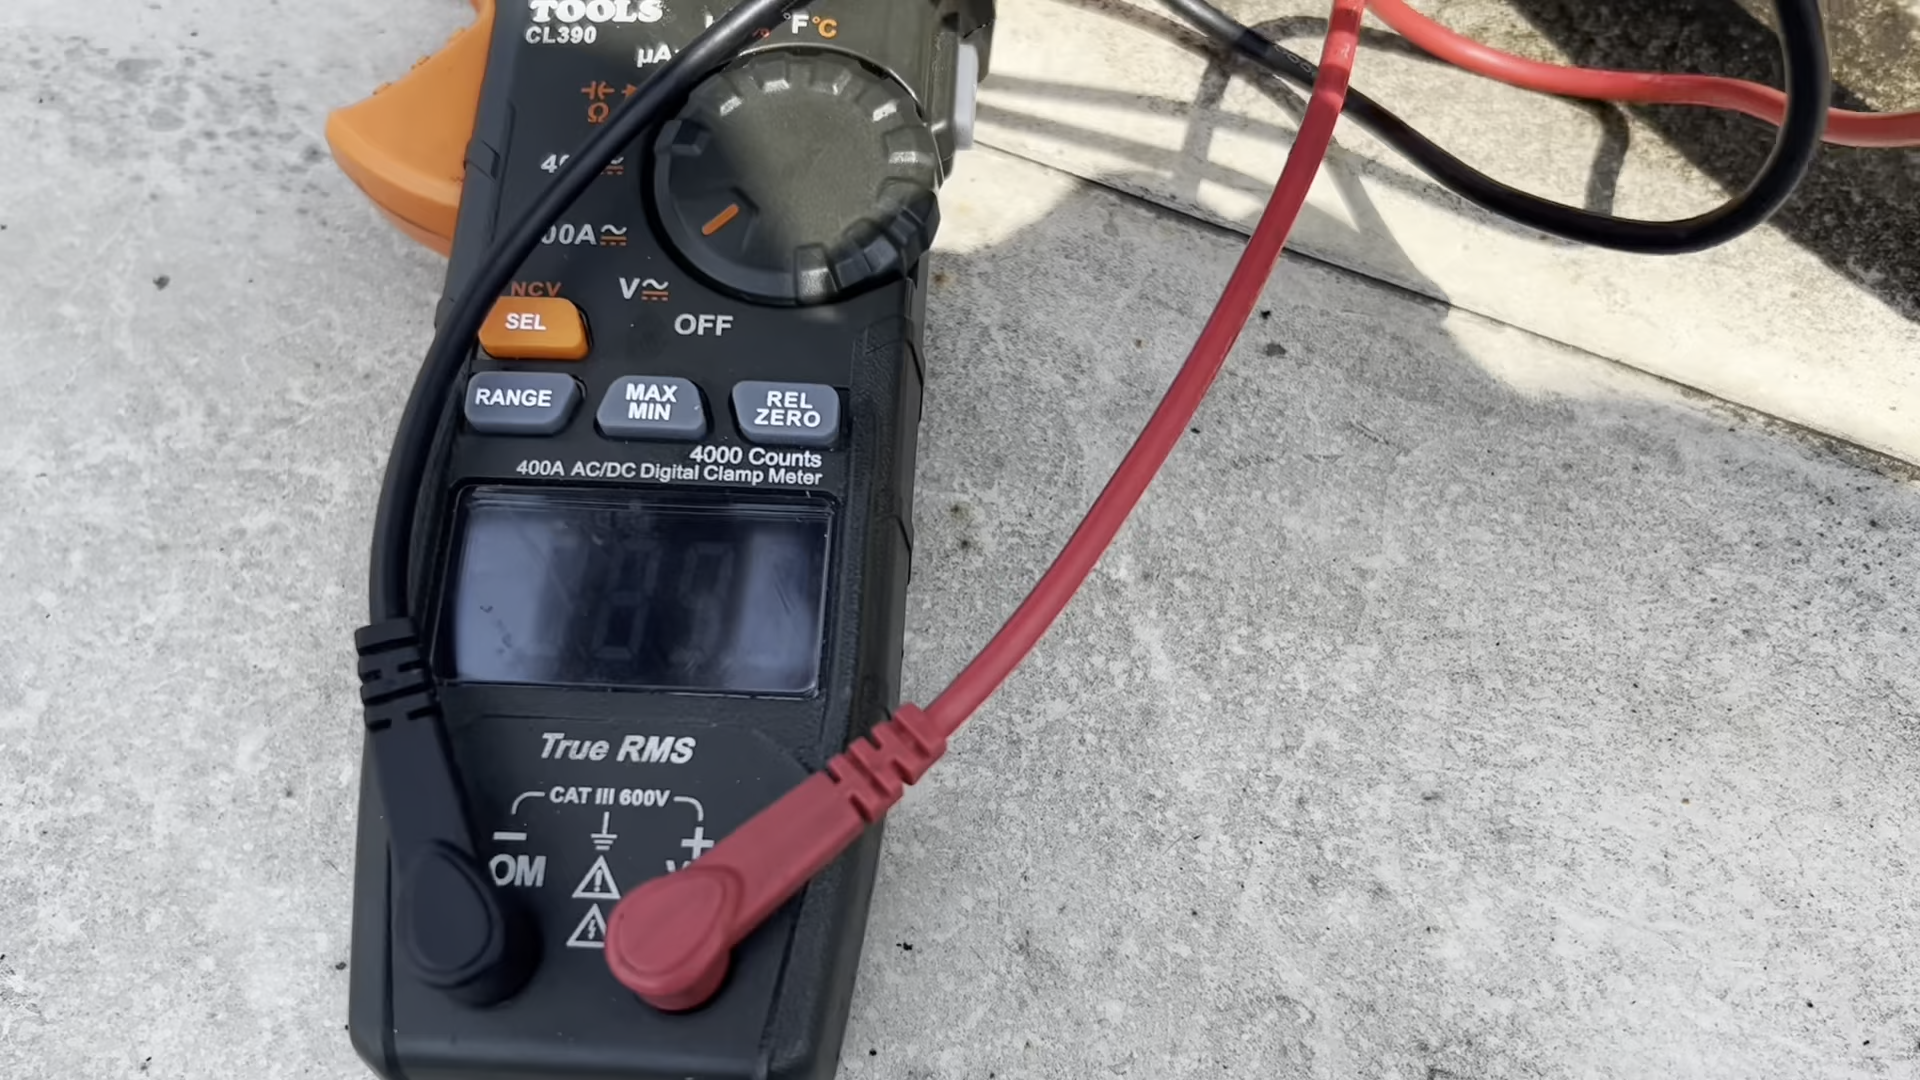 TOOLS
CL390
°F°C
µA
Ω
00A
NCV
V
SEL
OFF
RANGE
MAX
MIN
REL
ZERO
4000 Counts
400A AC/DC Digital Clamp Meter
True RMS
CAT III 600V
− +
OM